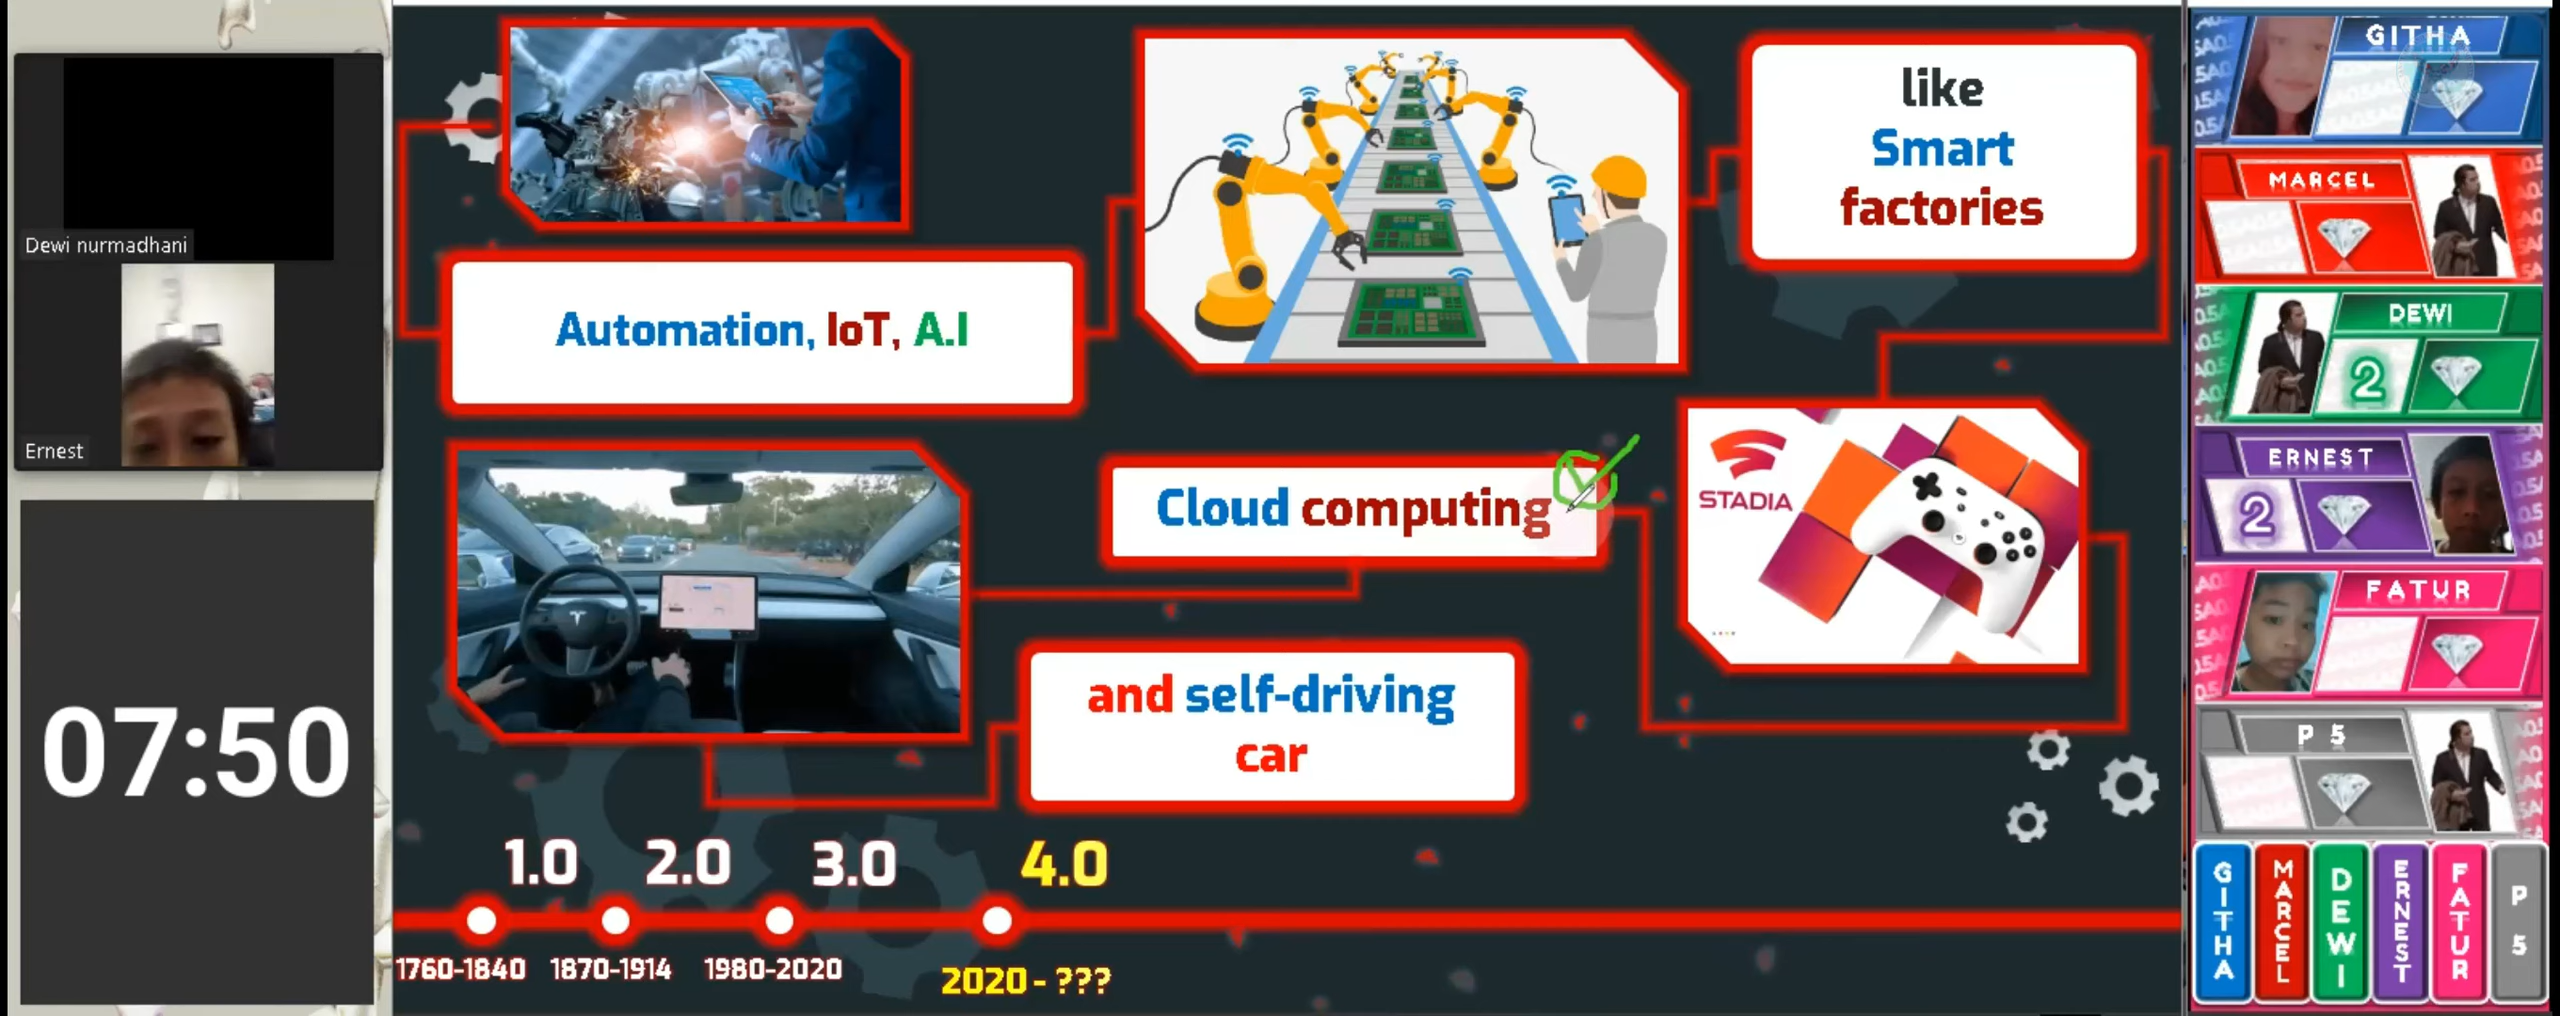 Dewi nurmadhani
Ernest
07:50
Automation, IoT, A.I
like
Smart
factories
STADIA
Cloud computing
and self-driving
car
1.0 2.0 3.0 4.0
1760-1840 1870-1914 1980-2020 2020 - ???
GITHA
MARCEL
DEWI
2
ERNEST
2
FATUR
P 5
GITHA MARCEL DEWI ERNEST FATUR P 5